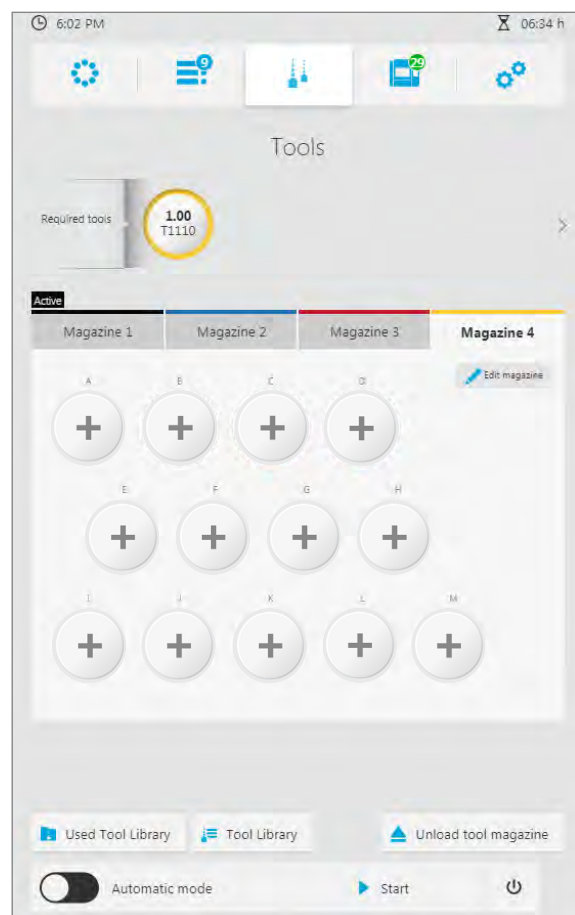 6:02 PM 06:34 h
9 29
Tools
Required tools 1.00
T1110
Active
Magazine 1 Magazine 2 Magazine 3 Magazine 4
Edit magazine
A B C D
E F G H
I J K L M
Used Tool Library Tool Library Unload tool magazine
Automatic mode Start